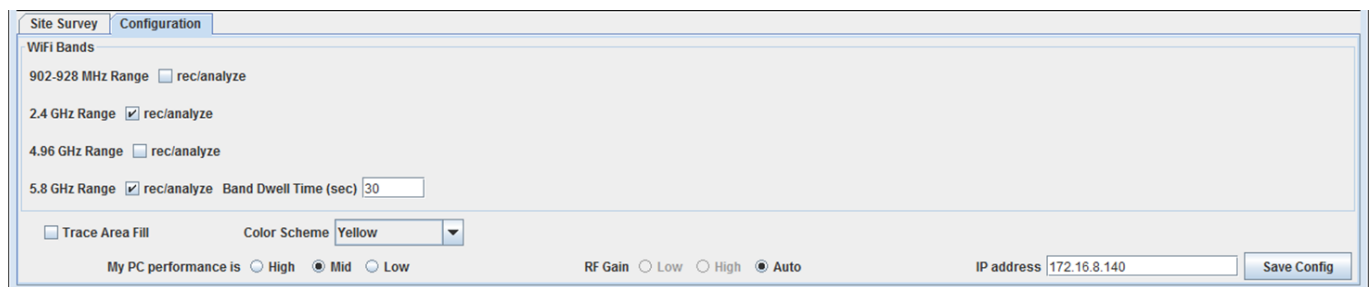 Site Survey Configuration
WiFi Bands
902-928 MHz Range rec/analyze
2.4 GHz Range rec/analyze
4.96 GHz Range rec/analyze
5.8 GHz Range rec/analyze Band Dwell Time (sec) 30
Trace Area Fill Color Scheme Yellow
My PC performance is High Mid Low RF Gain Low High Auto IP address 172.16.8.140 Save Config